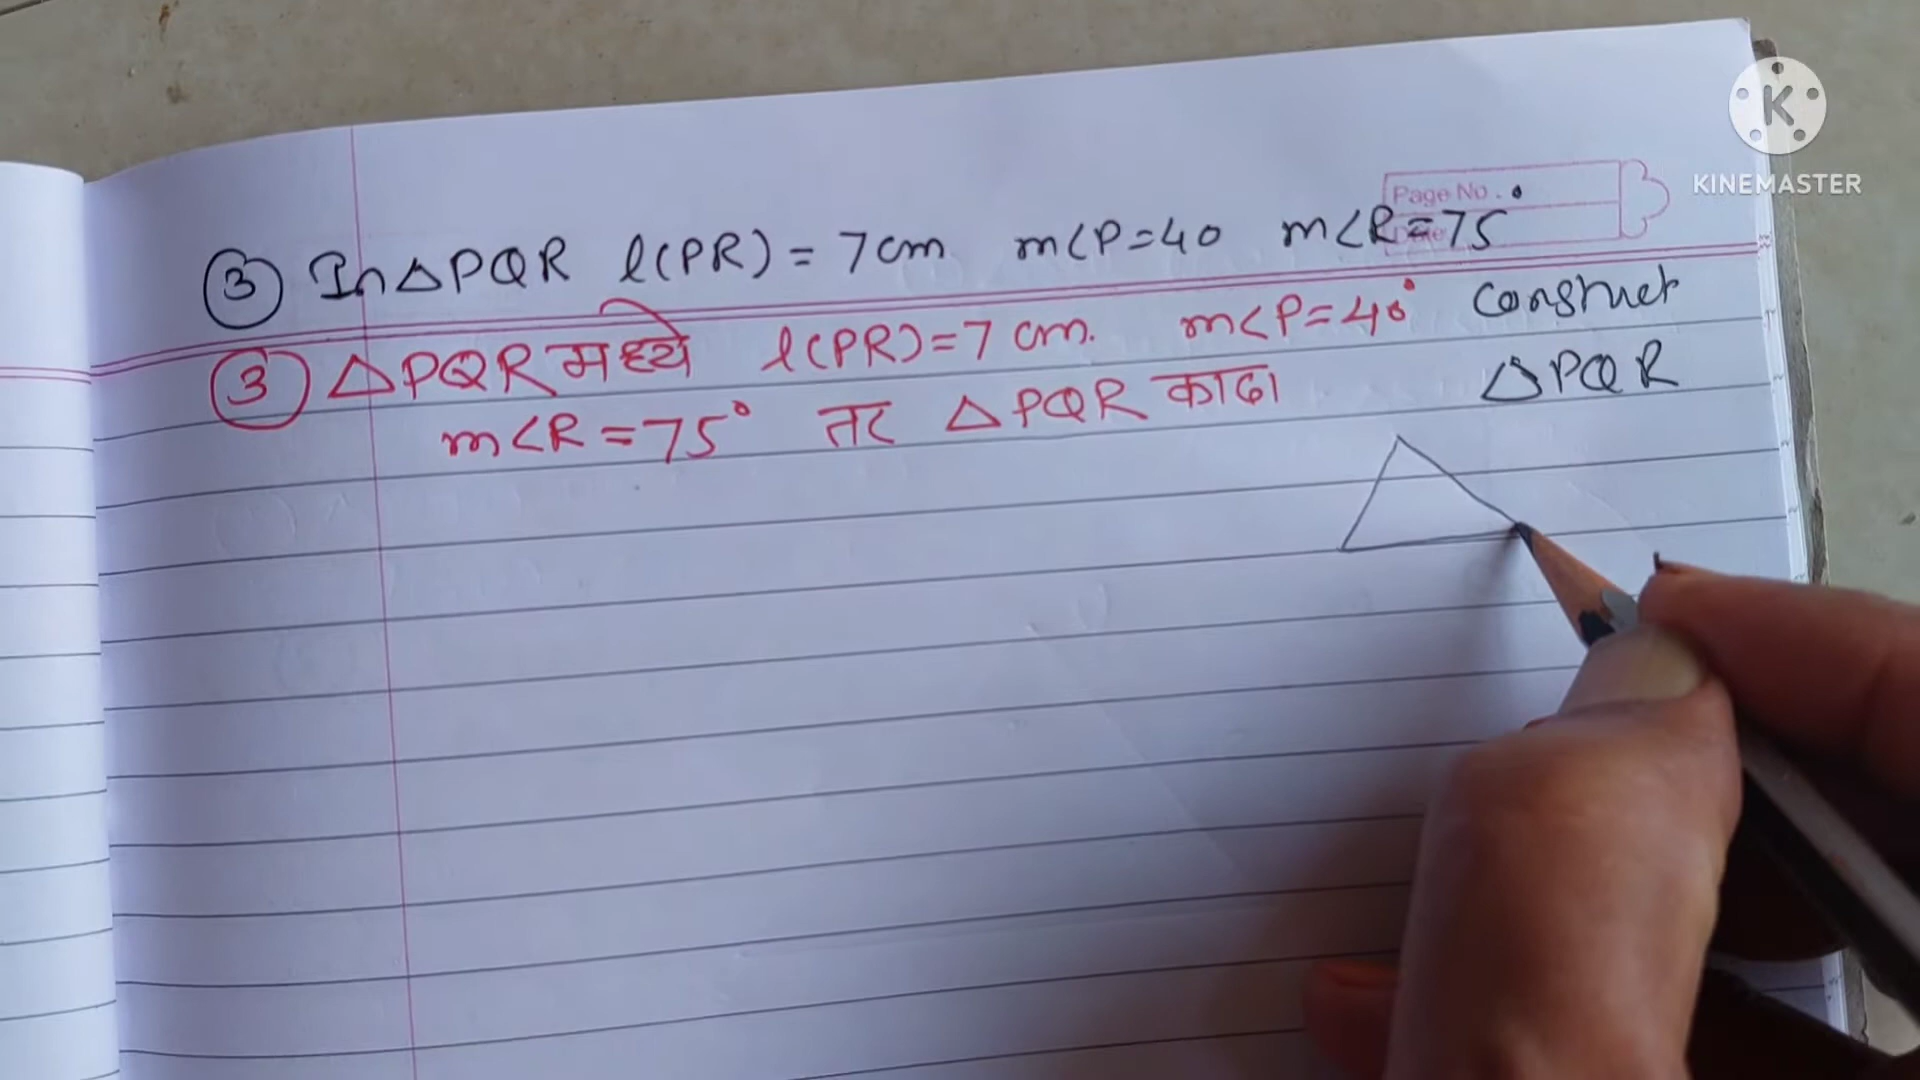 Page No.
Date
③ In △PQR l(PR) = 7cm m<P=40 m<R=75°
Construct
△PQR
③ △PQR मध्ये l(PR)=7 cm. m<P=40°
m<R=75° तर △PQR काढा
KINEMASTER